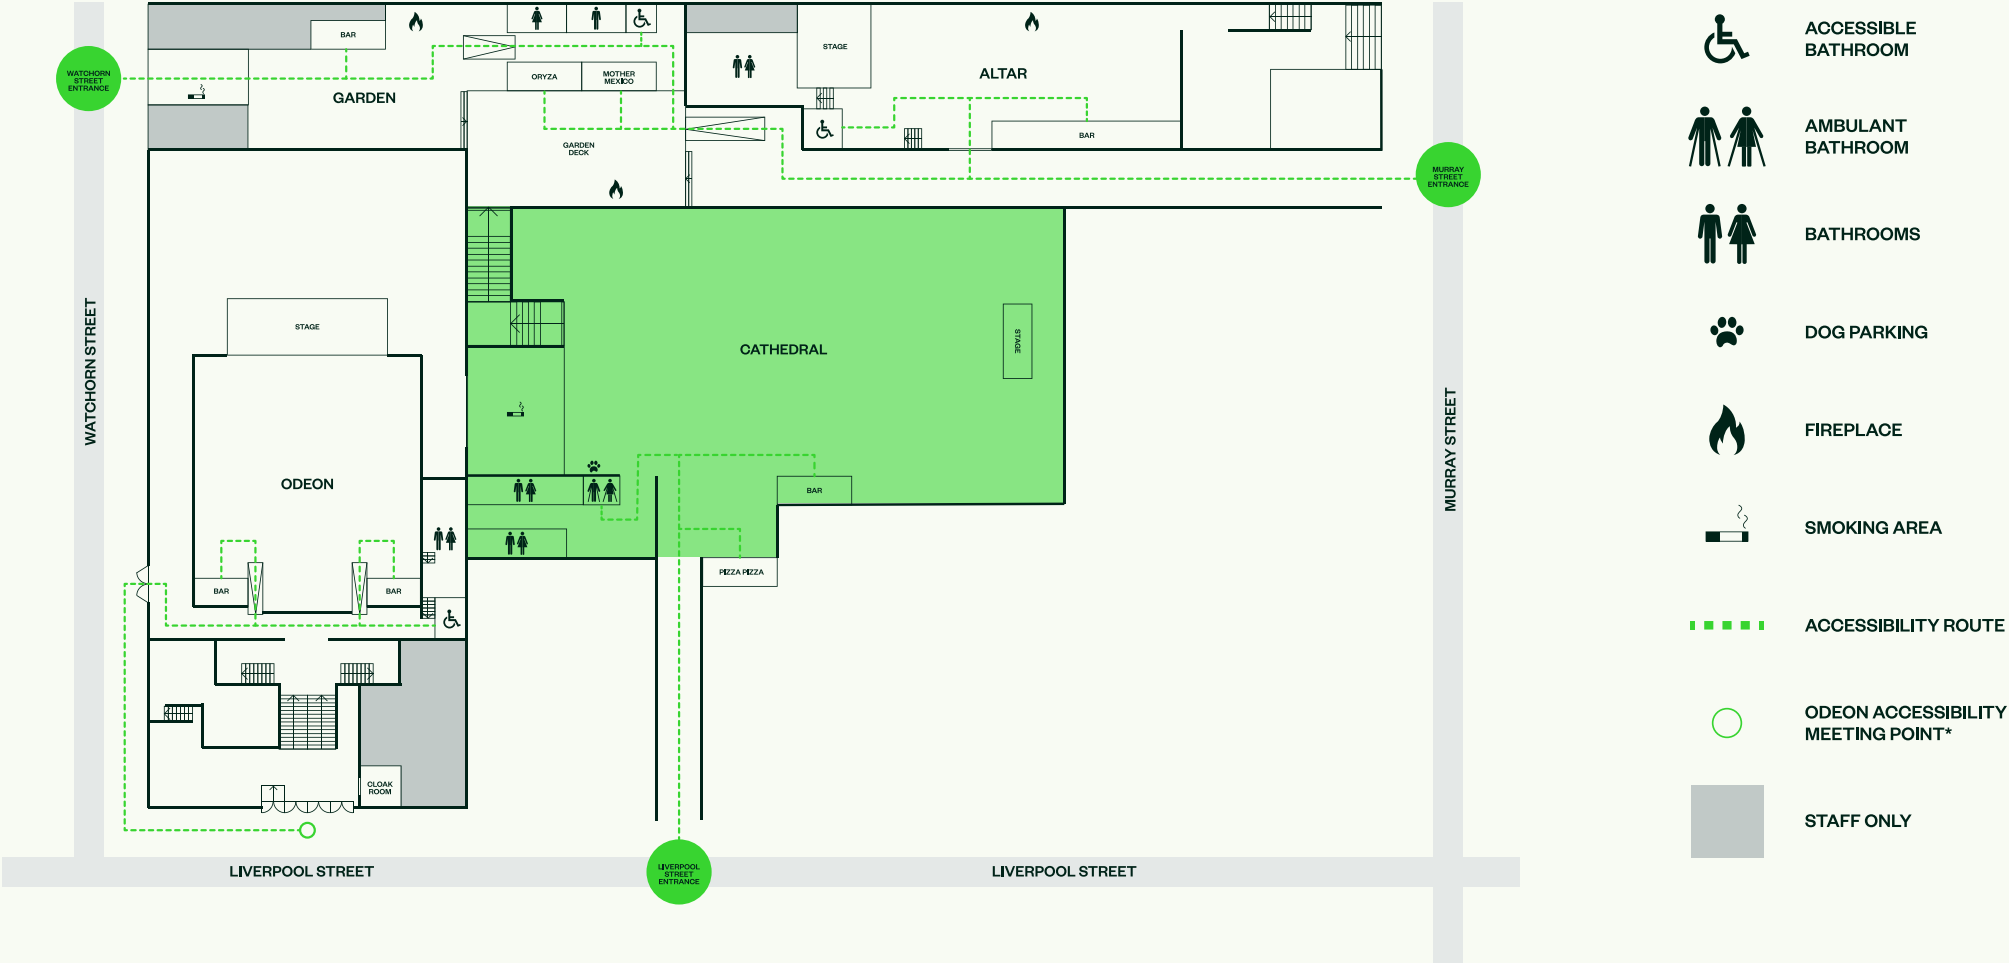 WATCHORN
STREET
ENTRANCE
BAR
GARDEN
ORYZA
MOTHER
MEXICO
GARDEN
DECK
STAGE
ALTAR
BAR
MURRAY
STREET
ENTRANCE
WATCHORN STREET
STAGE
ODEON
BAR
BAR
CATHEDRAL
STAGE
BAR
PIZZA PIZZA
MURRAY STREET
CLOAK
ROOM
LIVERPOOL STREET
LIVERPOOL
STREET
ENTRANCE
LIVERPOOL STREET
ACCESSIBLE
BATHROOM
AMBULANT
BATHROOM
BATHROOMS
DOG PARKING
FIREPLACE
SMOKING AREA
ACCESSIBILITY ROUTE
ODEON ACCESSIBILITY
MEETING POINT*
STAFF ONLY